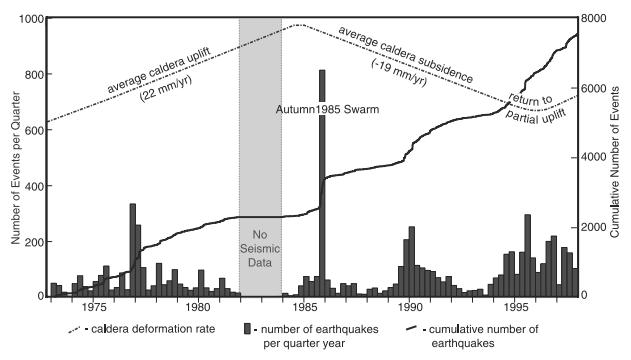 1000
800
600
400
200
0
Number of Events per Quarter
8000
6000
4000
2000
0
Cumulative Number of Events
average caldera uplift
(22 mm/yr)
average caldera subsidence
(-19 mm/yr)
Autumn1985 Swarm
return to
partial uplift
No
Seismic
Data
1975
1980
1985
1990
1995
- caldera deformation rate
- number of earthquakes
per quarter year
- cumulative number of
earthquakes